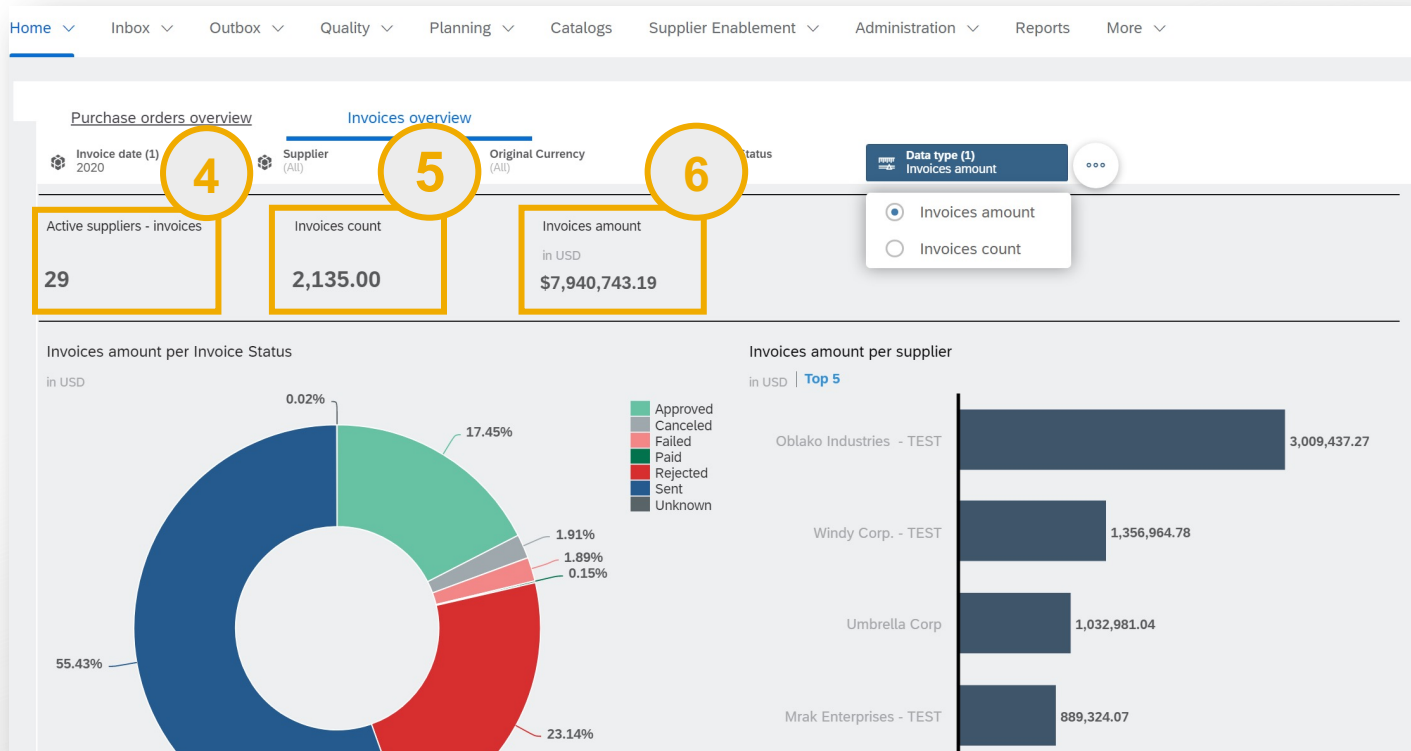 Home Inbox Outbox Quality Planning Catalogs Supplier Enablement Administration Reports More
Purchase orders overview Invoices overview
4 5 6
Invoice date (1) Supplier Original Currency Data type (1)
2020 (All) (All) Invoices amount
Invoices amount
Invoices count
Active suppliers - invoices Invoices count Invoices amount
in USD
29 2,135.00 $7,940,743.19
Invoices amount per Invoice Status
in USD
0.02%
17.45%
1.91%
1.89%
0.15%
55.43%
23.14%
Approved
Canceled
Failed
Paid
Rejected
Sent
Unknown
Invoices amount per supplier
in USD | Top 5
Oblako Industries - TEST 3,009,437.27
Windy Corp. - TEST 1,356,964.78
Umbrella Corp 1,032,981.04
Mrak Enterprises - TEST 889,324.07